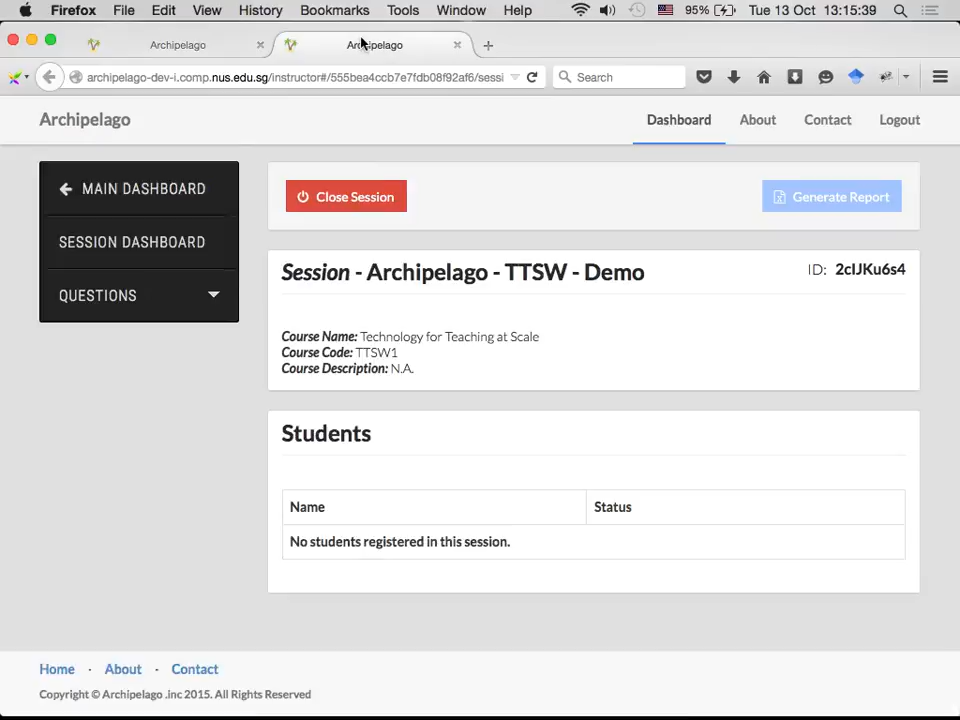 Firefox File Edit View History Bookmarks Tools Window Help 95% Tue 13 Oct 13:15:39
Archipelago Archipelago
archipelago-dev-i.comp.nus.edu.sg/instructor#/555bea4ccb7e7fdb08f92af6/sessi Search
Archipelago Dashboard About Contact Logout
MAIN DASHBOARD
SESSION DASHBOARD
QUESTIONS
Close Session Generate Report
Session - Archipelago - TTSW - Demo ID: 2cIJKu6s4
Course Name: Technology for Teaching at Scale
Course Code: TTSW1
Course Description: N.A.
Students
Name Status
No students registered in this session.
Home · About · Contact
Copyright © Archipelago .inc 2015. All Rights Reserved